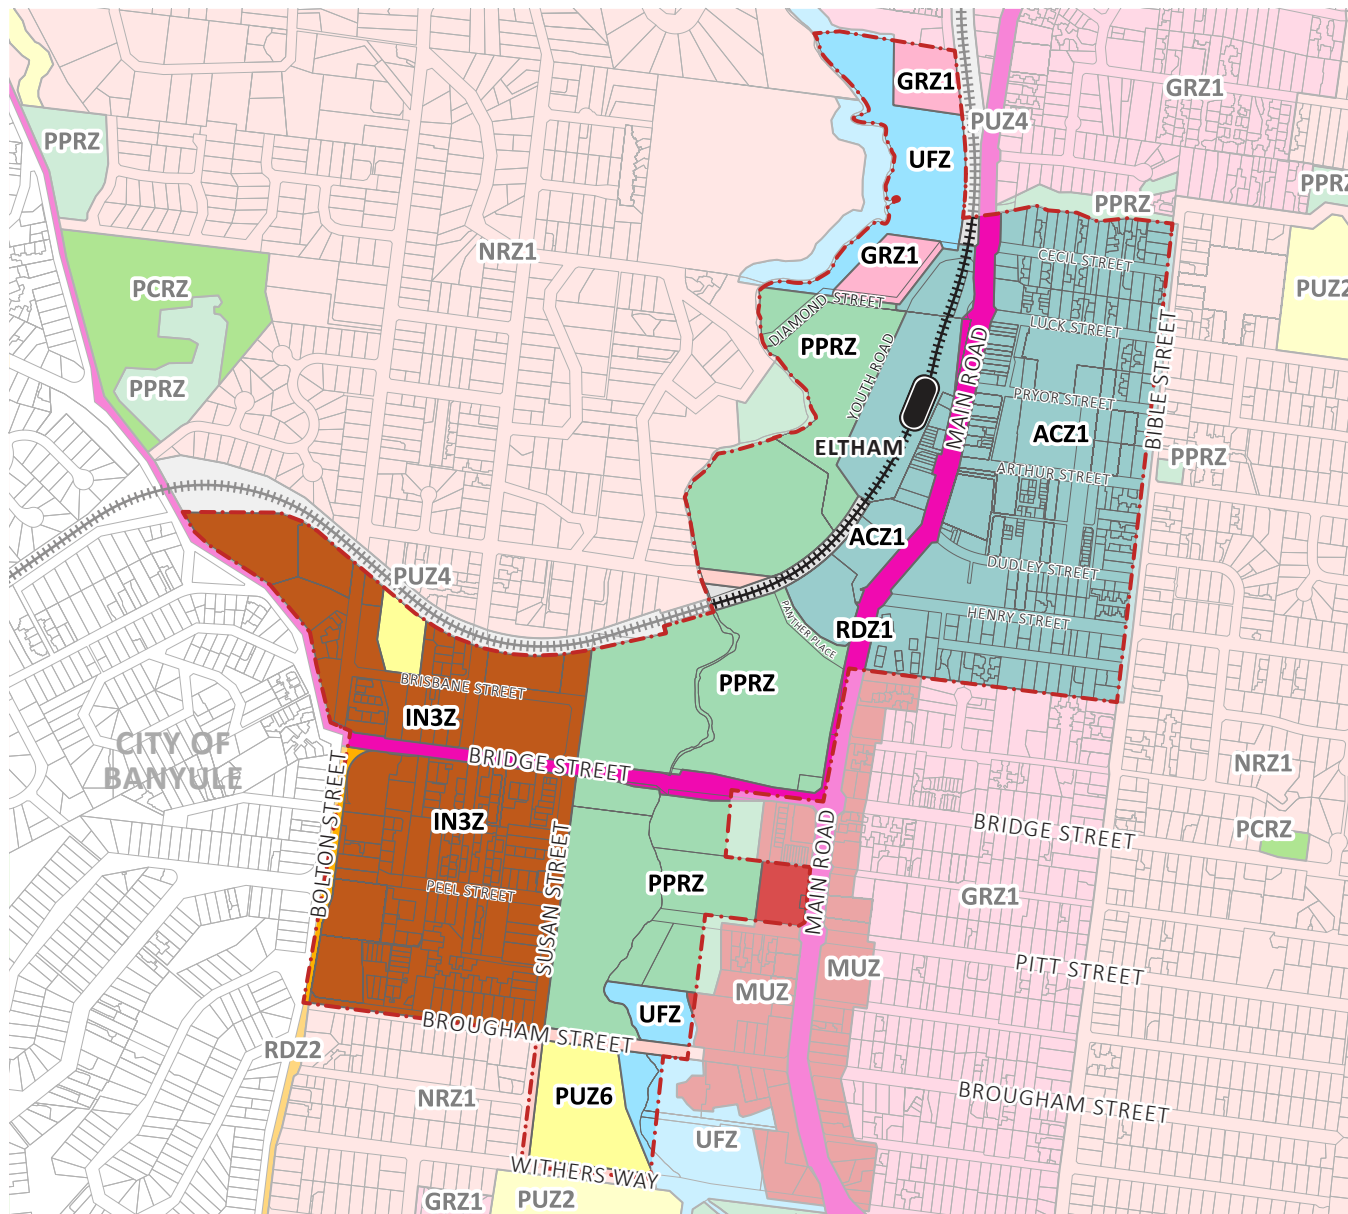 GRZ1
GRZ1
PUZ4
PPRZ
UFZ
PPRZ
PPRZ
NRZ1
GRZ1
CECIL STREET
PCRZ
PUZ2
DIAMOND STREET
LUCK STREET
PPRZ
YOUTH ROAD
MAIN ROAD
BIBLE STREET
PPRZ
PRYOR STREET
ACZ1
ELTHAM
PPRZ
ARTHUR STREET
ACZ1
DUDLEY STREET
PUZ4
HENRY STREET
PANTHER PLACE
RDZ1
BRISBANE STREET
PPRZ
IN3Z
CITY OF
BANYULE
BRIDGE STREET
NRZ1
BOLTON STREET
IN3Z
SUSAN STREET
MAIN ROAD
BRIDGE STREET
PCRZ
PEEL STREET
PPRZ
GRZ1
MUZ
MUZ
PITT STREET
UFZ
BROUGHAM STREET
RDZ2
NRZ1
PUZ6
BROUGHAM STREET
UFZ
WITHERS WAY
GRZ1
PUZ2